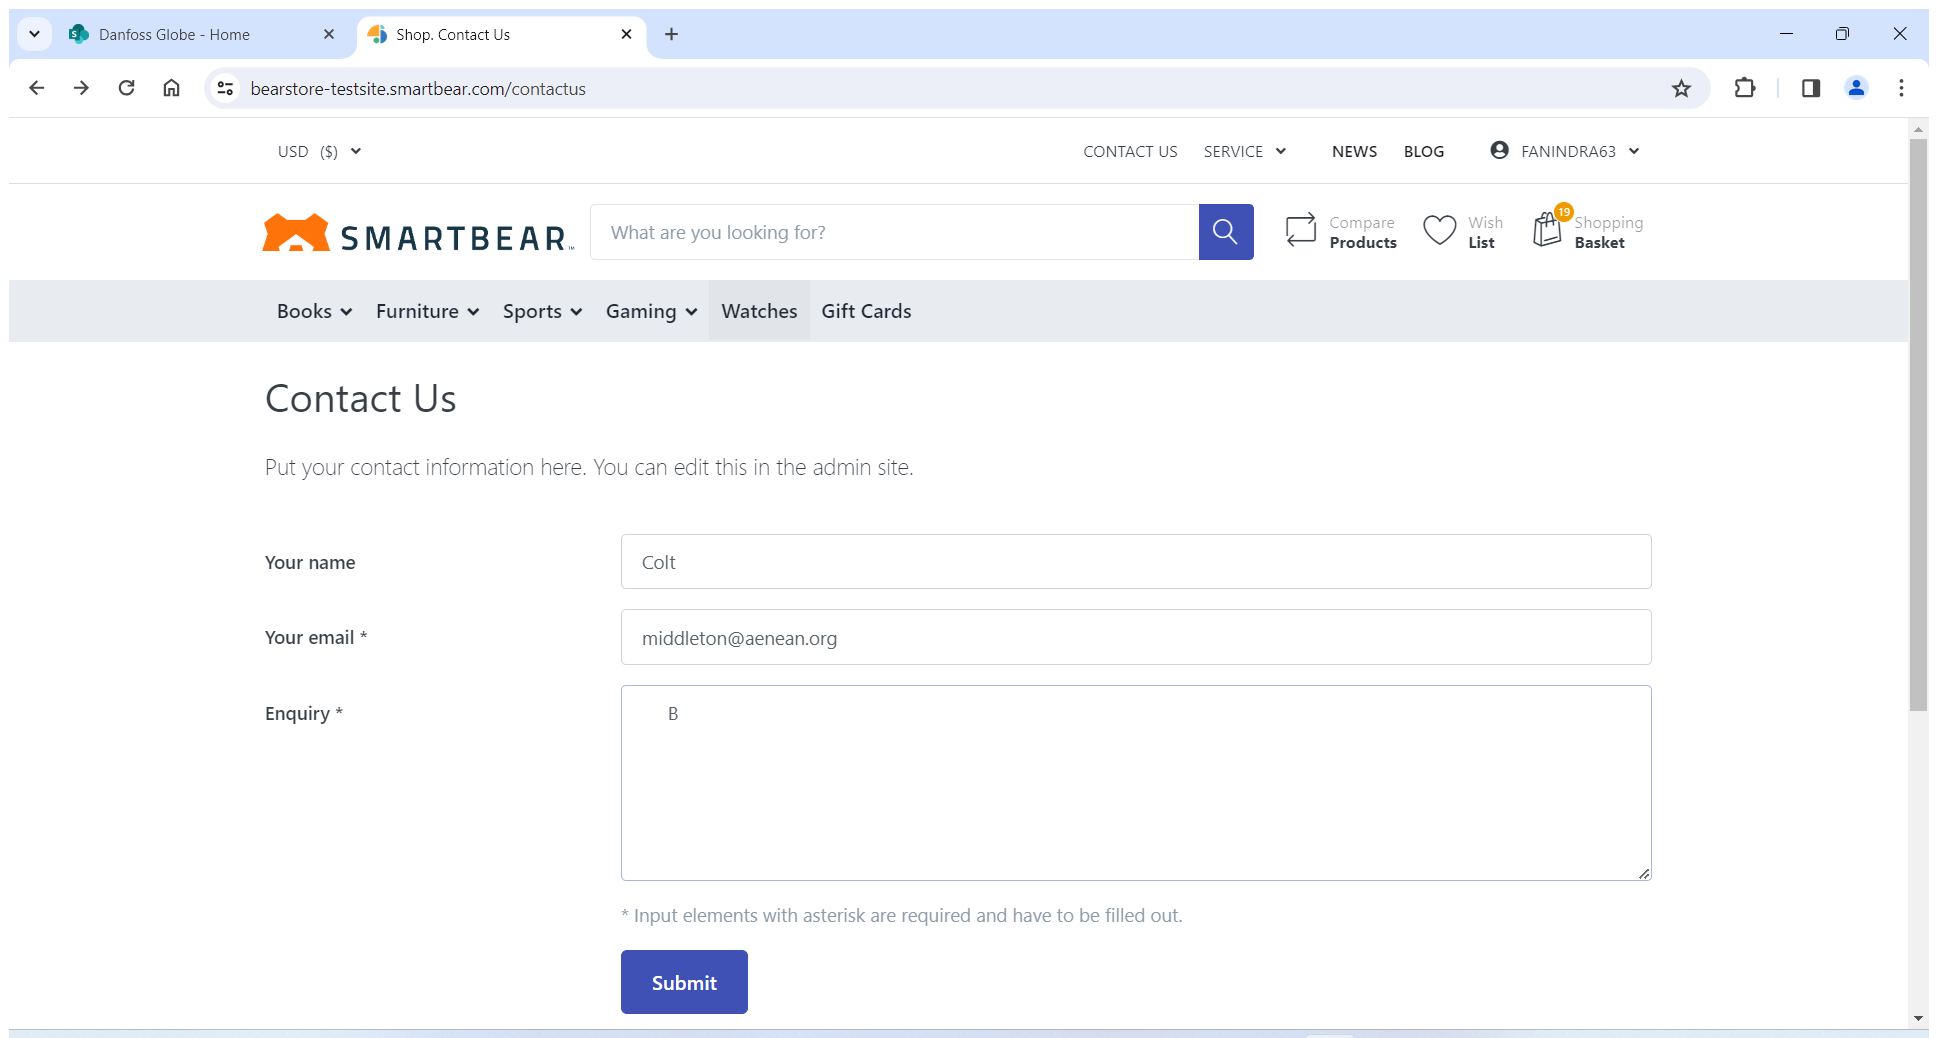 Danfoss Globe - Home
Shop. Contact Us
bearstore-testsite.smartbear.com/contactus
USD ($)
CONTACT US SERVICE NEWS BLOG FANINDRA63
SMARTBEAR™
What are you looking for?
Compare Products
Wish List
19
Shopping Basket
Books Furniture Sports Gaming Watches Gift Cards
Contact Us
Put your contact information here. You can edit this in the admin site.
Your name
Colt
Your email *
middleton@aenean.org
Enquiry *
B
* Input elements with asterisk are required and have to be filled out.
Submit